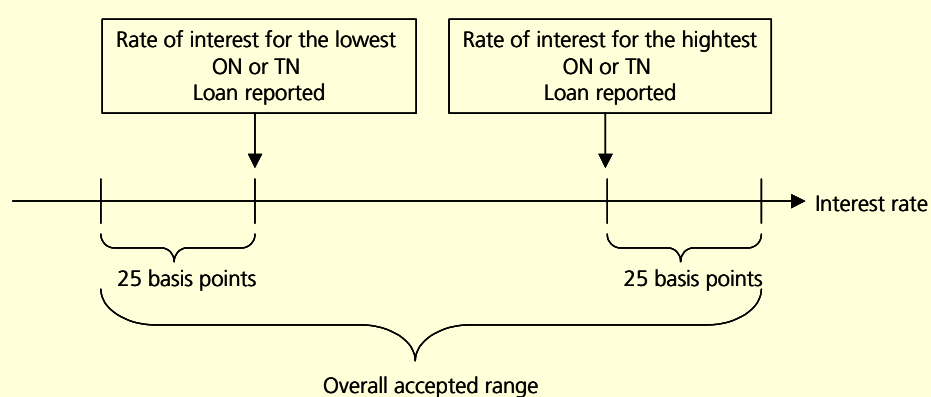 Rate of interest for the lowest
ON or TN
Loan reported
Rate of interest for the hightest
ON or TN
Loan reported
Interest rate
25 basis points
25 basis points
Overall accepted range